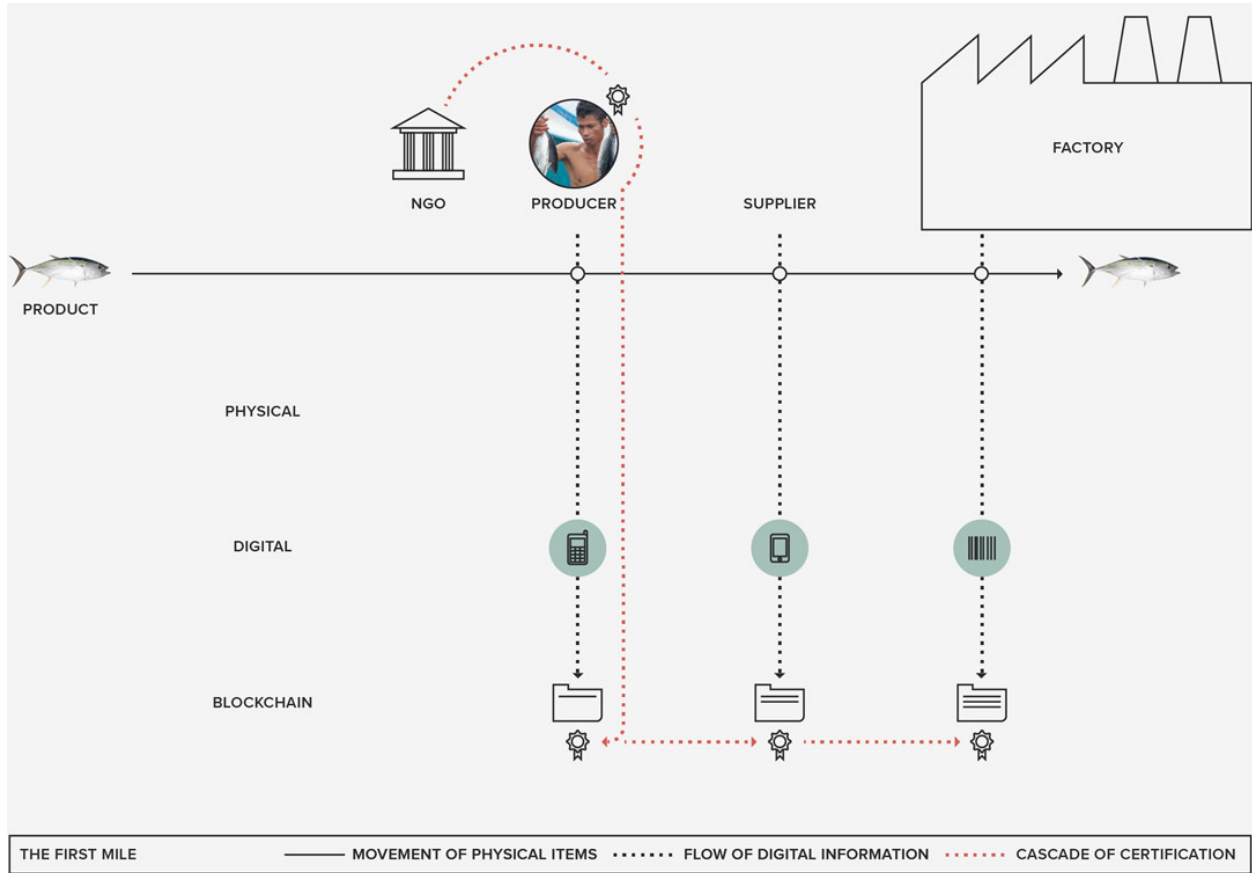 FACTORY
NGO
PRODUCER
SUPPLIER
PRODUCT
PHYSICAL
DIGITAL
BLOCKCHAIN
THE FIRST MILE
MOVEMENT OF PHYSICAL ITEMS
FLOW OF DIGITAL INFORMATION
CASCADE OF CERTIFICATION